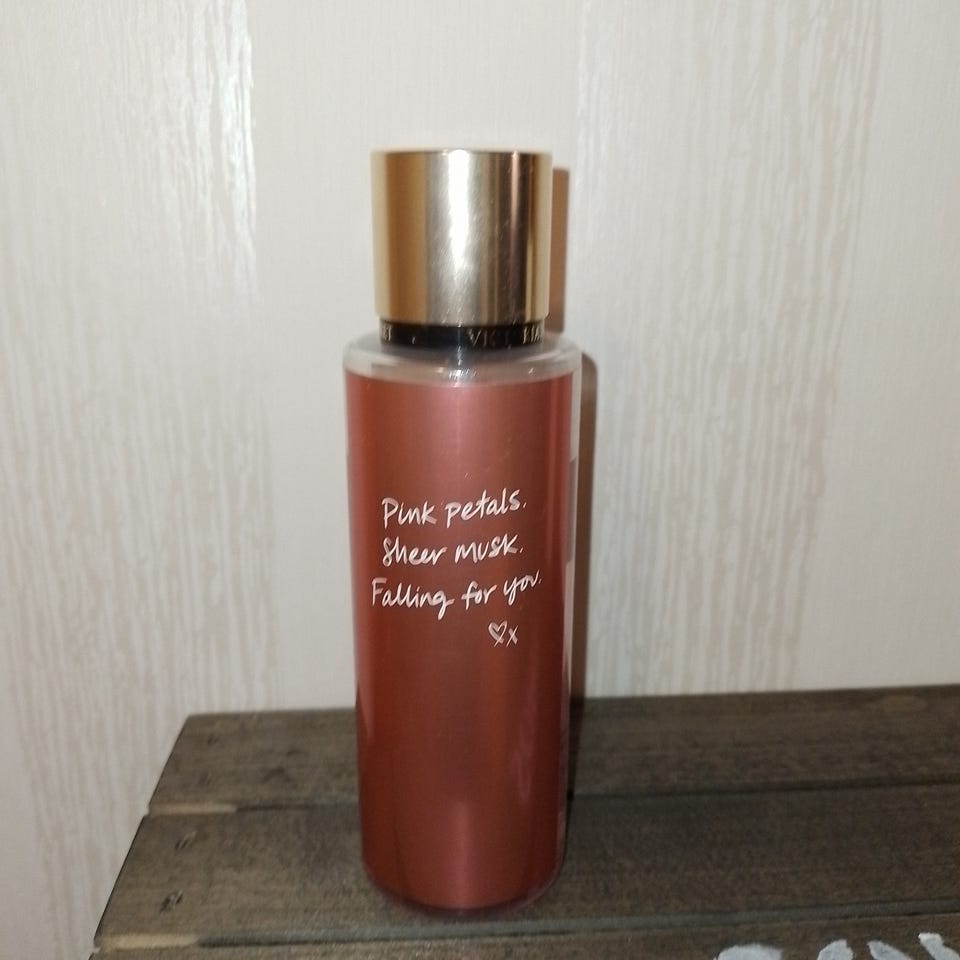 Pink petals.
Sheer musk.
Falling for you.
♡x